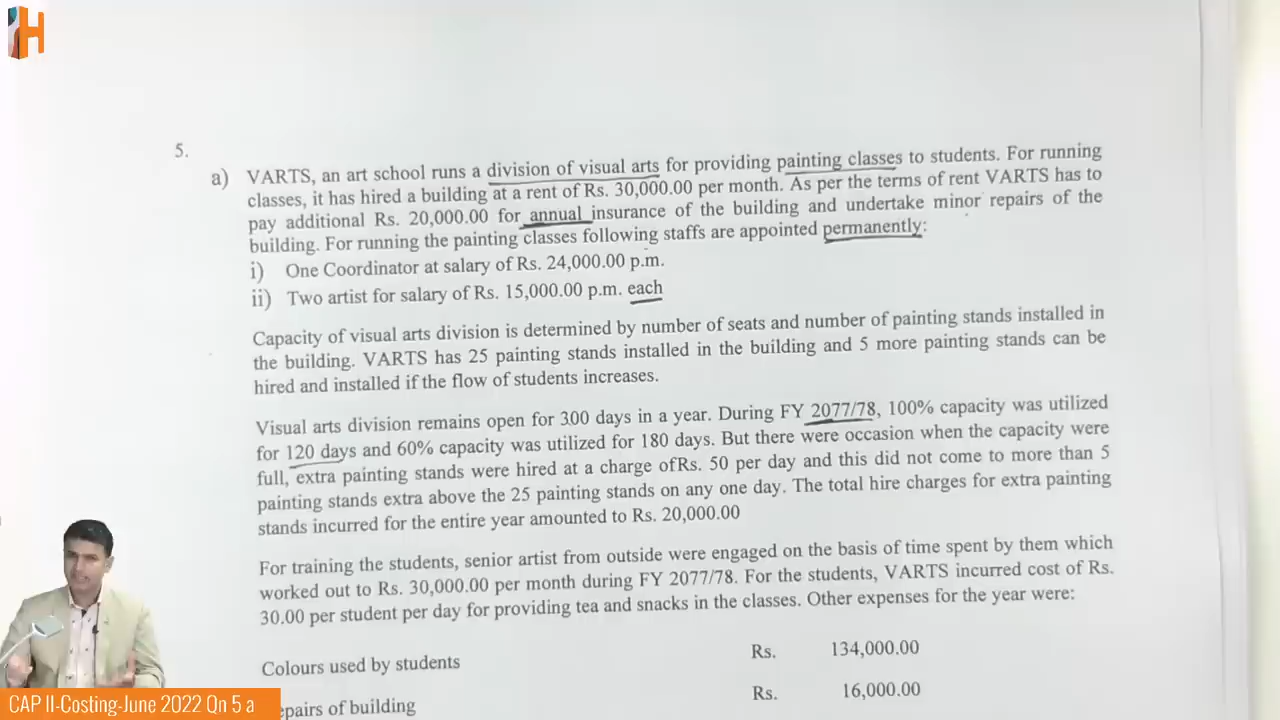 H
5.
a) VARTS, an art school runs a division of visual arts for providing painting classes to students. For running
classes, it has hired a building at a rent of Rs. 30,000.00 per month. As per the terms of rent VARTS has to
pay additional Rs. 20,000.00 for annual insurance of the building and undertake minor repairs of the
building. For running the painting classes following staffs are appointed permanently:
i) One Coordinator at salary of Rs. 24,000.00 p.m.
ii) Two artist for salary of Rs. 15,000.00 p.m. each
Capacity of visual arts division is determined by number of seats and number of painting stands installed in
the building. VARTS has 25 painting stands installed in the building and 5 more painting stands can be
hired and installed if the flow of students increases.
Visual arts division remains open for 300 days in a year. During FY 2077/78, 100% capacity was utilized
for 120 days and 60% capacity was utilized for 180 days. But there were occasion when the capacity were
full, extra painting stands were hired at a charge ofRs. 50 per day and this did not come to more than 5
painting stands extra above the 25 painting stands on any one day. The total hire charges for extra painting
stands incurred for the entire year amounted to Rs. 20,000.00
For training the students, senior artist from outside were engaged on the basis of time spent by them which
worked out to Rs. 30,000.00 per month during FY 2077/78. For the students, VARTS incurred cost of Rs.
30.00 per student per day for providing tea and snacks in the classes. Other expenses for the year were:
Colours used by students Rs. 134,000.00
epairs of building Rs. 16,000.00
CAP II-Costing-June 2022 Qn 5 a